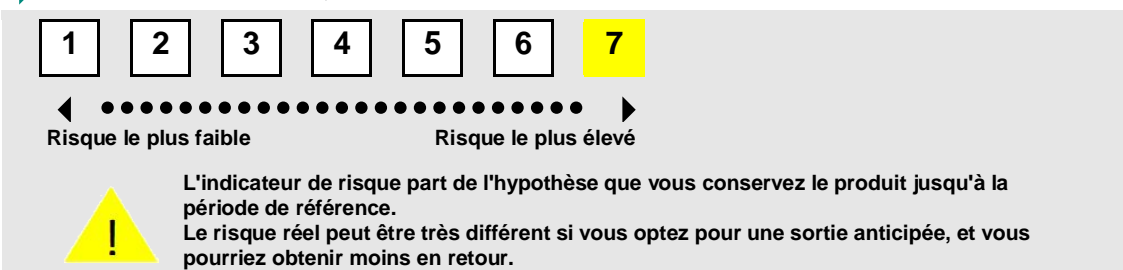 1 2 3 4 5 6 7
Risque le plus faible Risque le plus élevé
L'indicateur de risque part de l'hypothèse que vous conservez le produit jusqu'à la
période de référence.
! Le risque réel peut être très différent si vous optez pour une sortie anticipée, et vous
pourriez obtenir moins en retour.